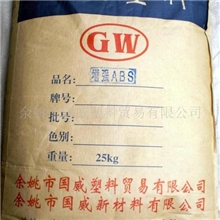 GW
品名：增强ABS
牌号：
批号：
色别：
重量：25kg
余姚市国威塑料贸易有限公司
余姚市国威新材料有限公司